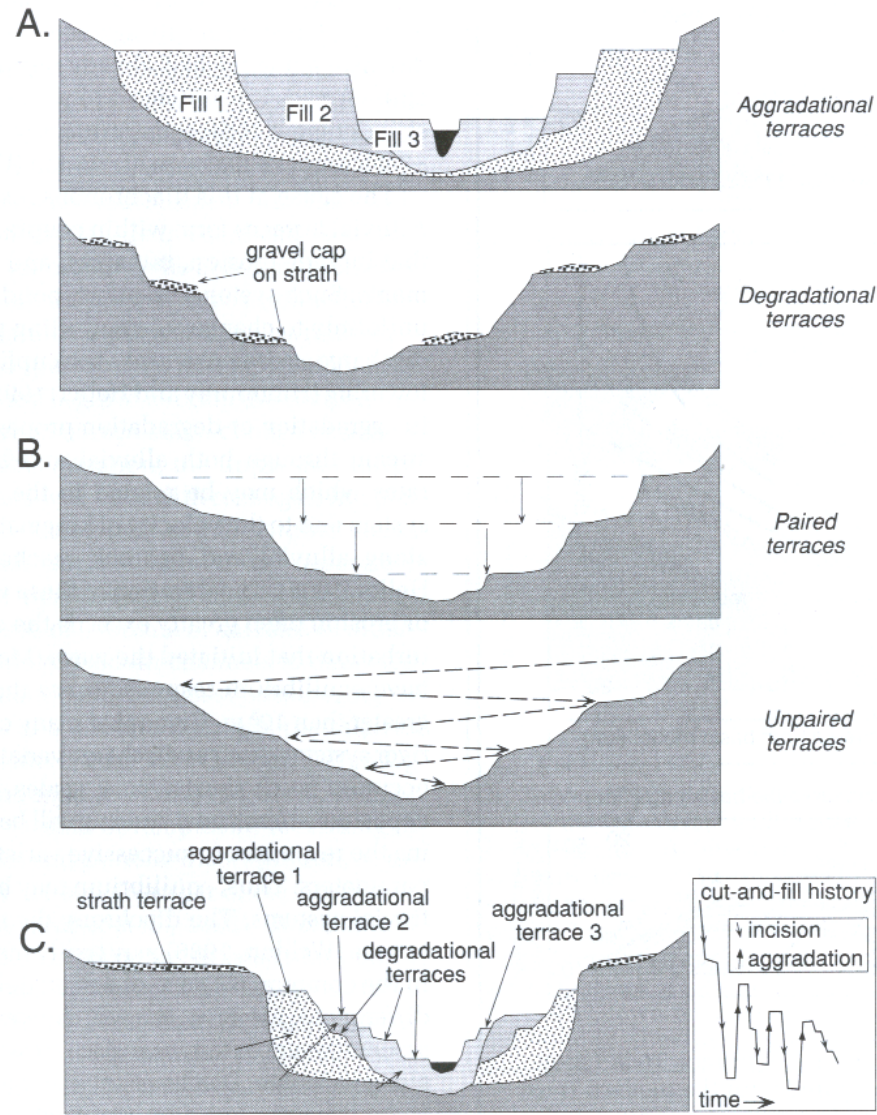 A.
Fill 1
Fill 2
Fill 3
Aggradational
terraces
gravel cap
on strath
Degradational
terraces
B.
Paired
terraces
Unpaired
terraces
C.
strath terrace
aggradational
terrace 1
aggradational
terrace 2
degradational
terraces
aggradational
terrace 3
cut-and-fill history
incision
aggradation
time